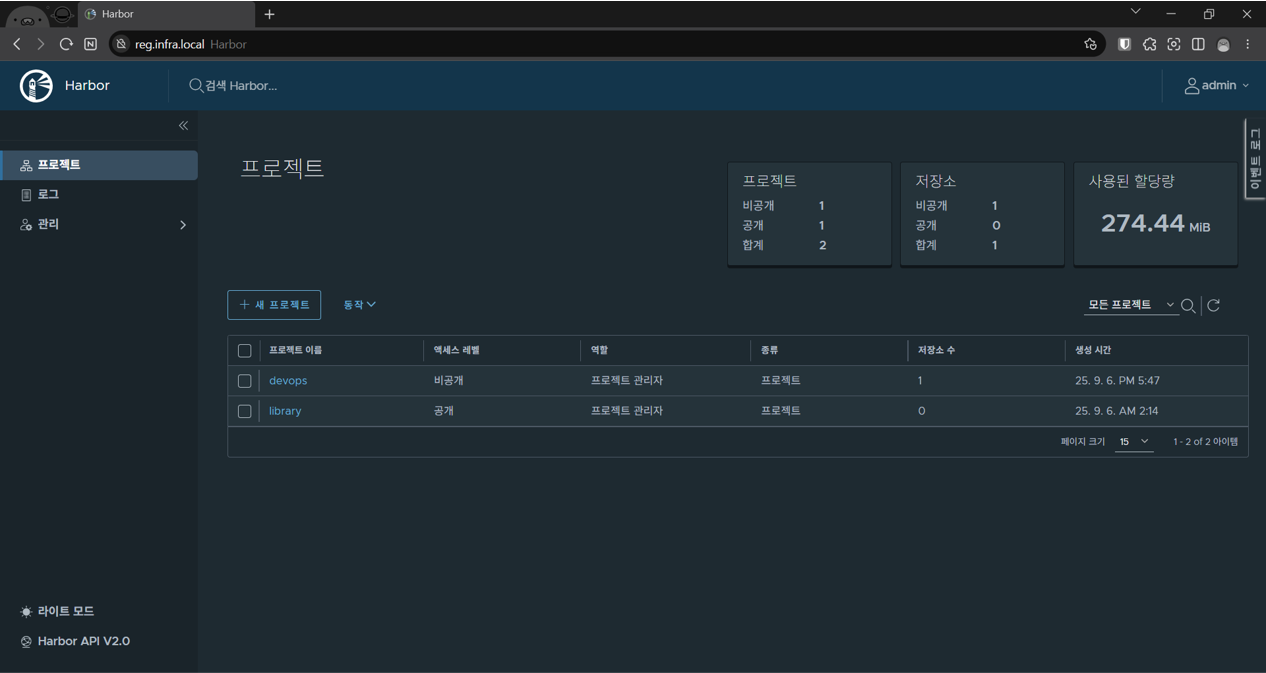 Harbor
reg.infra.local Harbor
Harbor
검색 Harbor...
admin
프로젝트
로그
관리
라이트 모드
Harbor API V2.0
프로젝트
프로젝트
비공개 1
공개 1
합계 2
저장소
비공개 1
공개 0
합계 1
사용된 할당량
274.44 MiB
이벤트 로그
+ 새 프로젝트
동작
모든 프로젝트
프로젝트 이름 액세스 레벨 역할 종류 저장소 수 생성 시간
devops 비공개 프로젝트 관리자 프로젝트 1 25. 9. 6. PM 5:47
library 공개 프로젝트 관리자 프로젝트 0 25. 9. 6. AM 2:14
페이지 크기 15 1 - 2 of 2 아이템